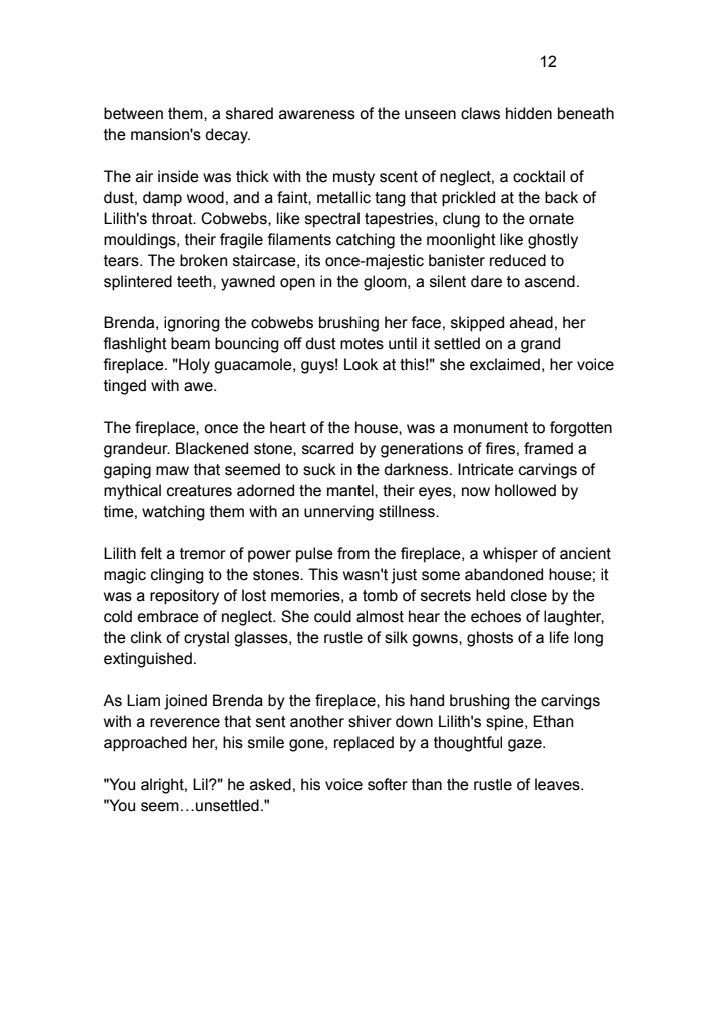 12
between them, a shared awareness of the unseen claws hidden beneath
the mansion's decay.
The air inside was thick with the musty scent of neglect, a cocktail of
dust, damp wood, and a faint, metallic tang that prickled at the back of
Lilith's throat. Cobwebs, like spectral tapestries, clung to the ornate
mouldings, their fragile filaments catching the moonlight like ghostly
tears. The broken staircase, its once-majestic banister reduced to
splintered teeth, yawned open in the gloom, a silent dare to ascend.
Brenda, ignoring the cobwebs brushing her face, skipped ahead, her
flashlight beam bouncing off dust motes until it settled on a grand
fireplace. "Holy guacamole, guys! Look at this!" she exclaimed, her voice
tinged with awe.
The fireplace, once the heart of the house, was a monument to forgotten
grandeur. Blackened stone, scarred by generations of fires, framed a
gaping maw that seemed to suck in the darkness. Intricate carvings of
mythical creatures adorned the mantel, their eyes, now hollowed by
time, watching them with an unnerving stillness.
Lilith felt a tremor of power pulse from the fireplace, a whisper of ancient
magic clinging to the stones. This wasn't just some abandoned house; it
was a repository of lost memories, a tomb of secrets held close by the
cold embrace of neglect. She could almost hear the echoes of laughter,
the clink of crystal glasses, the rustle of silk gowns, ghosts of a life long
extinguished.
As Liam joined Brenda by the fireplace, his hand brushing the carvings
with a reverence that sent another shiver down Lilith's spine, Ethan
approached her, his smile gone, replaced by a thoughtful gaze.
"You alright, Lil?" he asked, his voice softer than the rustle of leaves.
"You seem…unsettled."